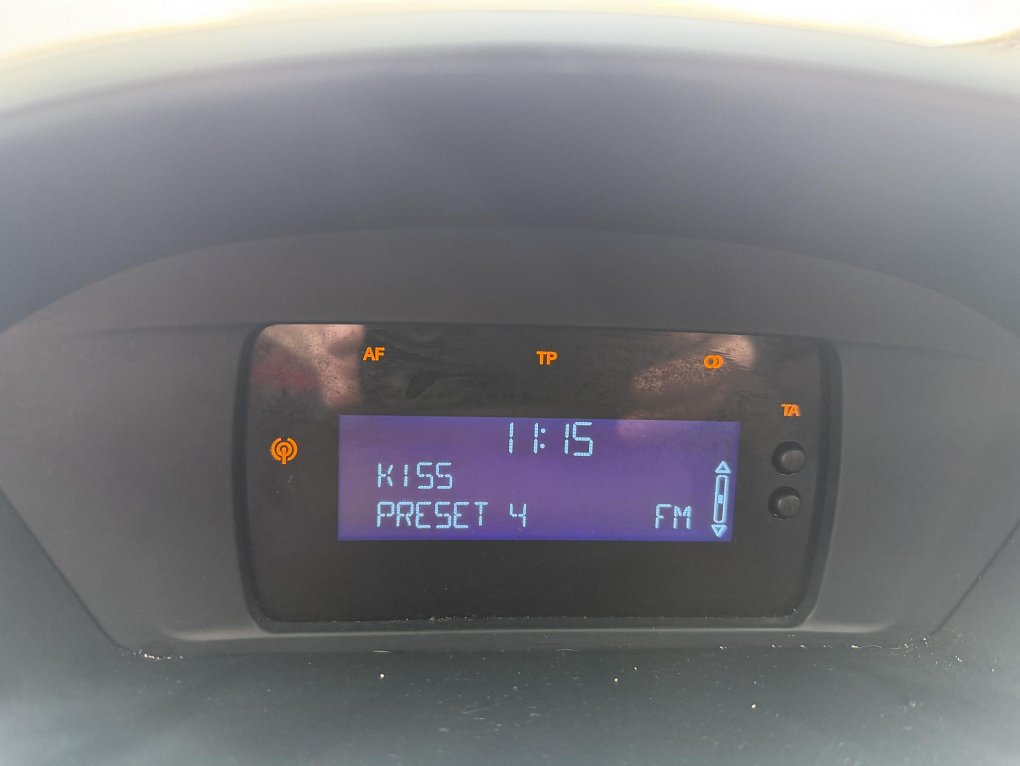 AF TP
TA
11:15
KISS
PRESET 4 FM